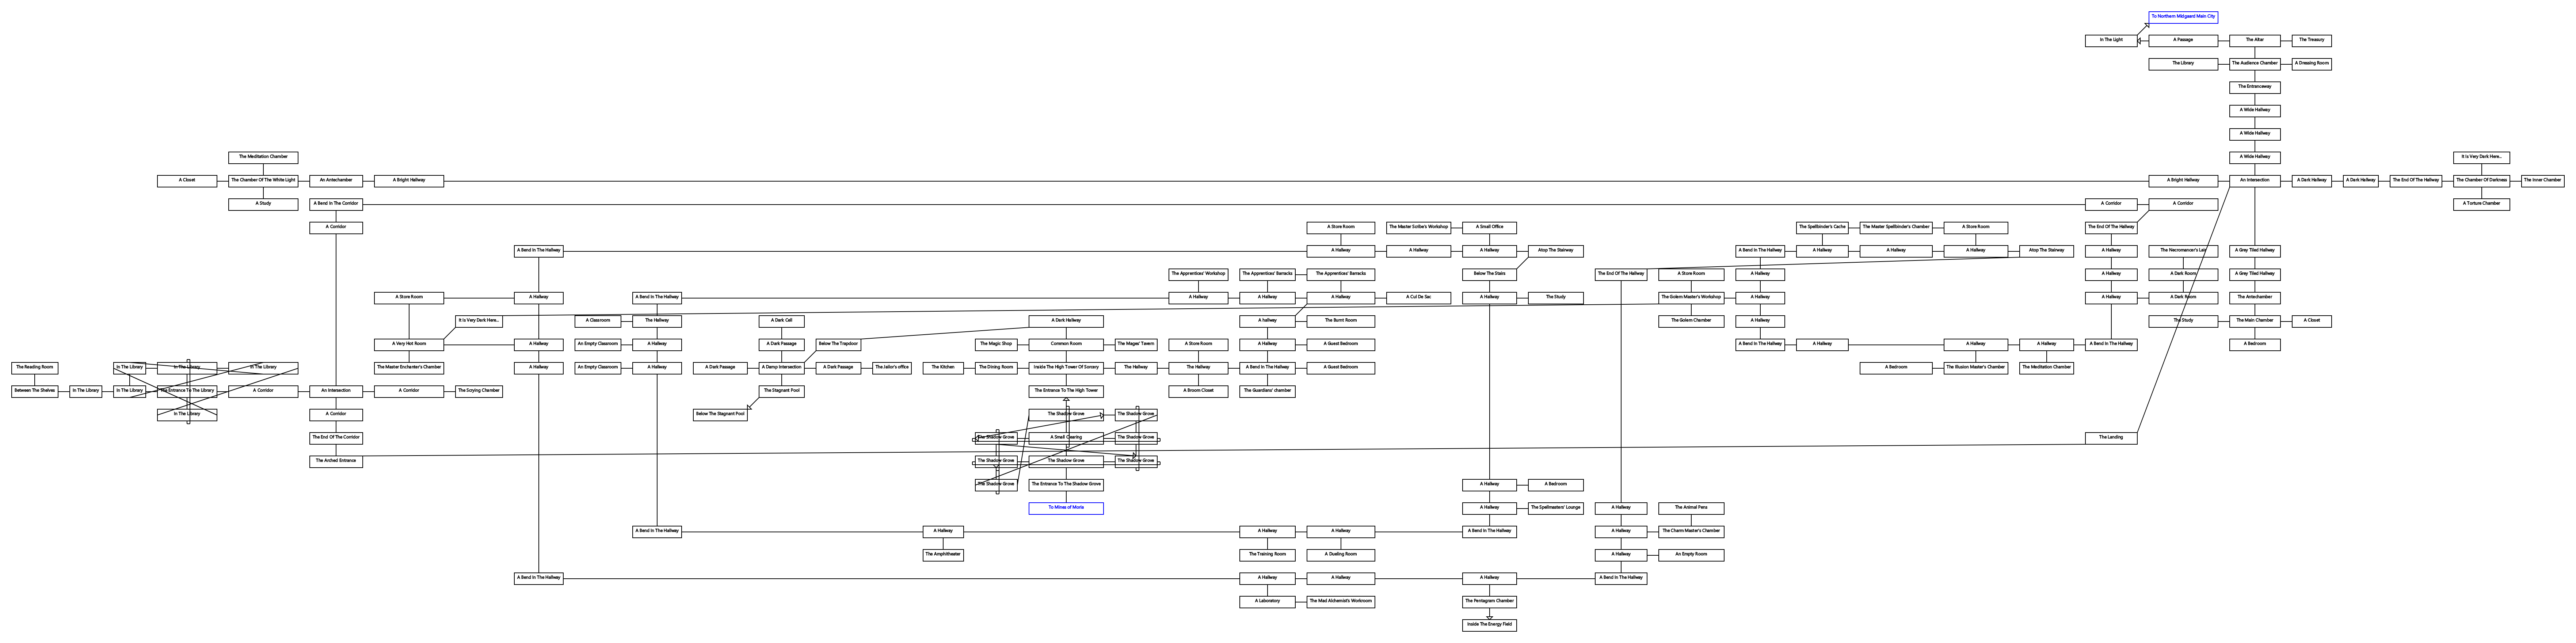 To Northern Midgaard Main City
In The Light
A Passage
The Altar
The Treasury
The Library
The Audience Chamber
A Dressing Room
The Entranceway
A Wide Hallway
A Wide Hallway
The Meditation Chamber
A Wide Hallway
It Is Very Dark Here...
A Closet
The Chamber Of The White Light
An Antechamber
A Bright Hallway
A Bright Hallway
An Intersection
A Dark Hallway
A Dark Hallway
The End Of The Hallway
The Chamber Of Darkness
The Inner Chamber
A Study
A Bend In The Corridor
A Corridor
A Corridor
A Torture Chamber
A Corridor
A Store Room
The Master Scribe's Workshop
A Small Office
The Spellbinder's Cache
The Master Spellbinder's Chamber
A Store Room
The End Of The Hallway
A Bend In The Hallway
A Hallway
A Hallway
A Hallway
Atop The Stairway
A Bend In The Hallway
A Hallway
A Hallway
A Hallway
Atop The Stairway
A Hallway
The Necromancer's Lair
A Grey Tiled Hallway
The Apprentices' Workshop
The Apprentices' Barracks
The Apprentices' Barracks
Below The Stairs
The End Of The Hallway
A Store Room
A Hallway
A Hallway
A Dark Room
A Grey Tiled Hallway
A Store Room
A Hallway
A Bend In The Hallway
A Hallway
A Hallway
A Hallway
A Cul De Sac
A Hallway
The Study
The Golem Master's Workshop
A Hallway
A Hallway
A Dark Room
The Antechamber
It Is Very Dark Here...
A Classroom
The Hallway
A Dark Cell
A Dark Hallway
A hallway
The Burnt Room
The Golem Chamber
A Hallway
The Study
The Main Chamber
A Closet
A Very Hot Room
A Hallway
An Empty Classroom
A Hallway
A Dark Passage
Below The Trapdoor
The Magic Shop
Common Room
The Mages' Tavern
A Store Room
A Hallway
A Guest Bedroom
A Bend In The Hallway
A Hallway
A Hallway
A Hallway
A Bend In The Hallway
A Bedroom
The Reading Room
In The Library
In The Library
In The Library
The Master Enchanter's Chamber
A Hallway
An Empty Classroom
A Hallway
A Dark Passage
A Damp Intersection
A Dark Passage
The Jailor's office
The Kitchen
The Dining Room
Inside The High Tower Of Sorcery
The Hallway
The Hallway
A Bend In The Hallway
A Guest Bedroom
A Bedroom
The Illusion Master's Chamber
The Meditation Chamber
Between The Shelves
In The Library
In The Library
The Entrance To The Library
A Corridor
An Intersection
A Corridor
The Scrying Chamber
The Stagnant Pool
The Entrance To The High Tower
A Broom Closet
The Guardians' chamber
In The Library
A Corridor
Below The Stagnant Pool
The Shadow Grove
The Shadow Grove
The End Of The Corridor
The Shadow Grove
A Small Clearing
The Shadow Grove
The Landing
The Arched Entrance
The Shadow Grove
The Shadow Grove
The Shadow Grove
The Shadow Grove
The Entrance To The Shadow Grove
A Hallway
A Bedroom
To Mines of Moria
A Hallway
The Spellmasters' Lounge
A Hallway
The Animal Pens
A Bend In The Hallway
A Hallway
A Hallway
A Hallway
A Bend In The Hallway
A Hallway
The Charm Master's Chamber
The Amphitheater
The Training Room
A Dueling Room
A Hallway
An Empty Room
A Bend In The Hallway
A Hallway
A Hallway
A Hallway
A Bend In The Hallway
A Laboratory
The Mad Alchemist's Workroom
The Pentagram Chamber
Inside The Energy Field